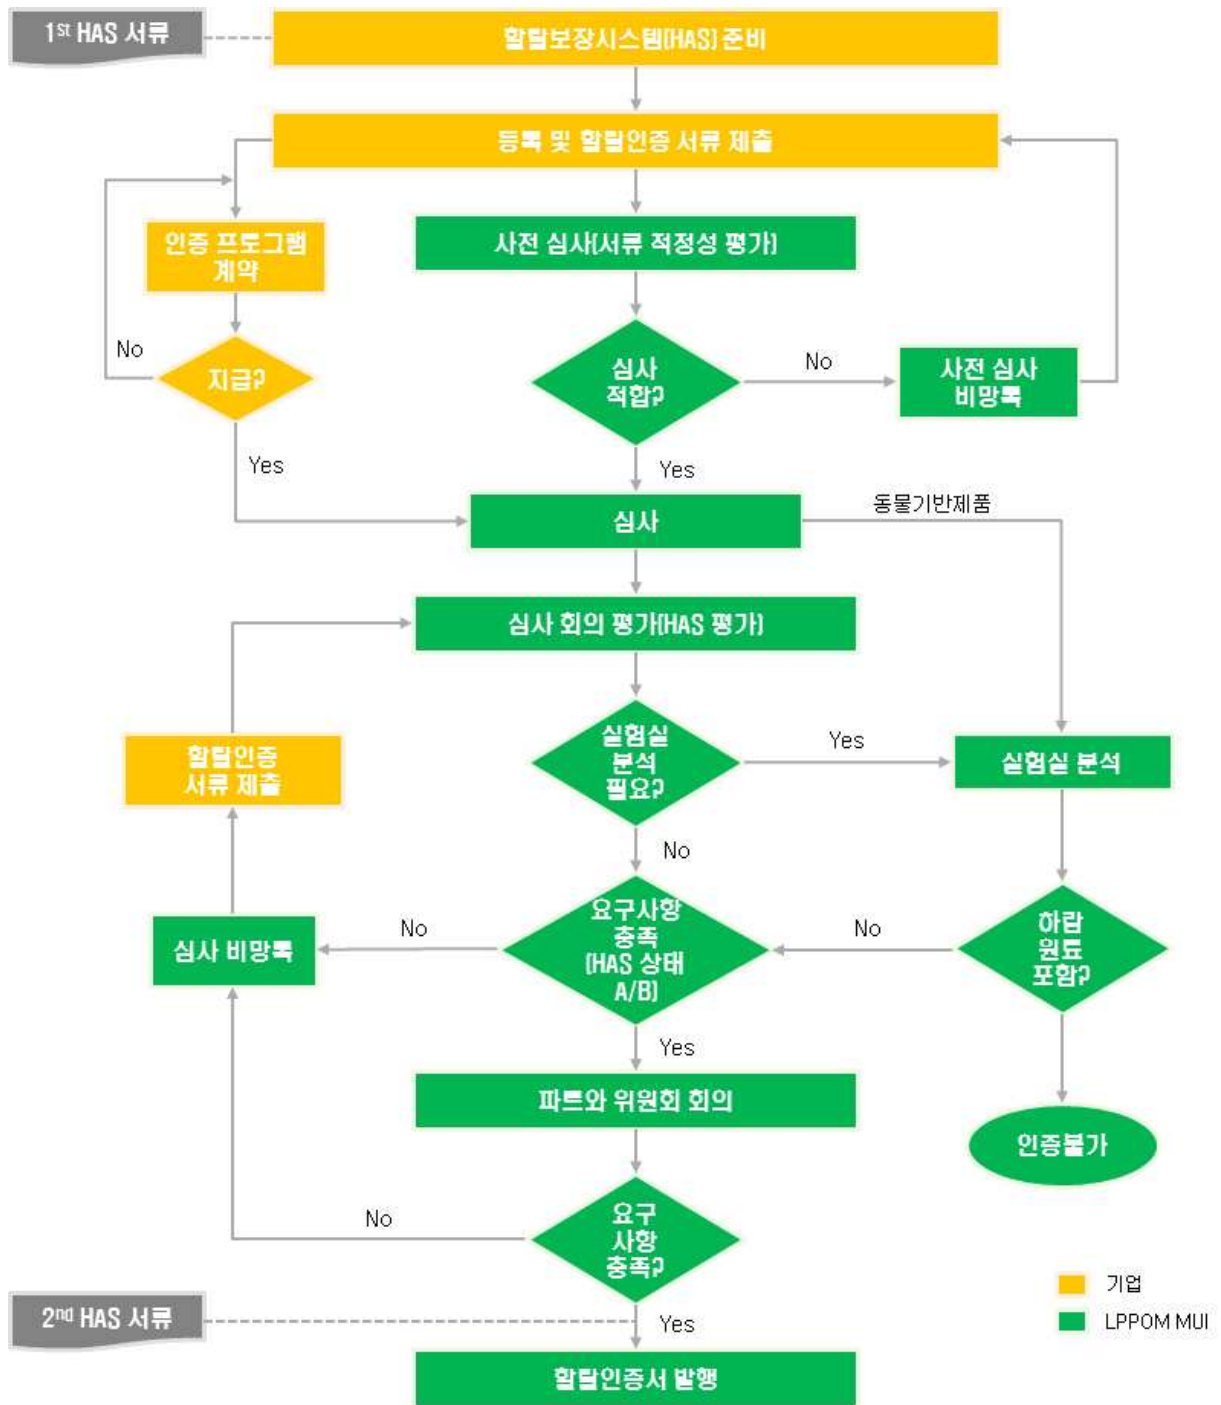 1st HAS 서류
할랄보장시스템(HAS) 준비
등록 및 할랄인증 서류 제출
인증 프로그램
계약
사전 심사(서류 적정성 평가)
No
지급?
심사
적합?
No
사전 심사
비망록
Yes
Yes
심사
동물기반제품
심사 회의 평가(HAS 평가)
할랄인증
서류 제출
실험실
분석
필요?
Yes
실험실 분석
No
심사 비망록
No
요구사항
충족
(HAS 상태
A/B)
No
하람
원료
포함?
Yes
파트와 위원회 회의
인증불가
No
요구
사항
충족?
기업
LPPOM MUI
2nd HAS 서류
Yes
할랄인증서 발행